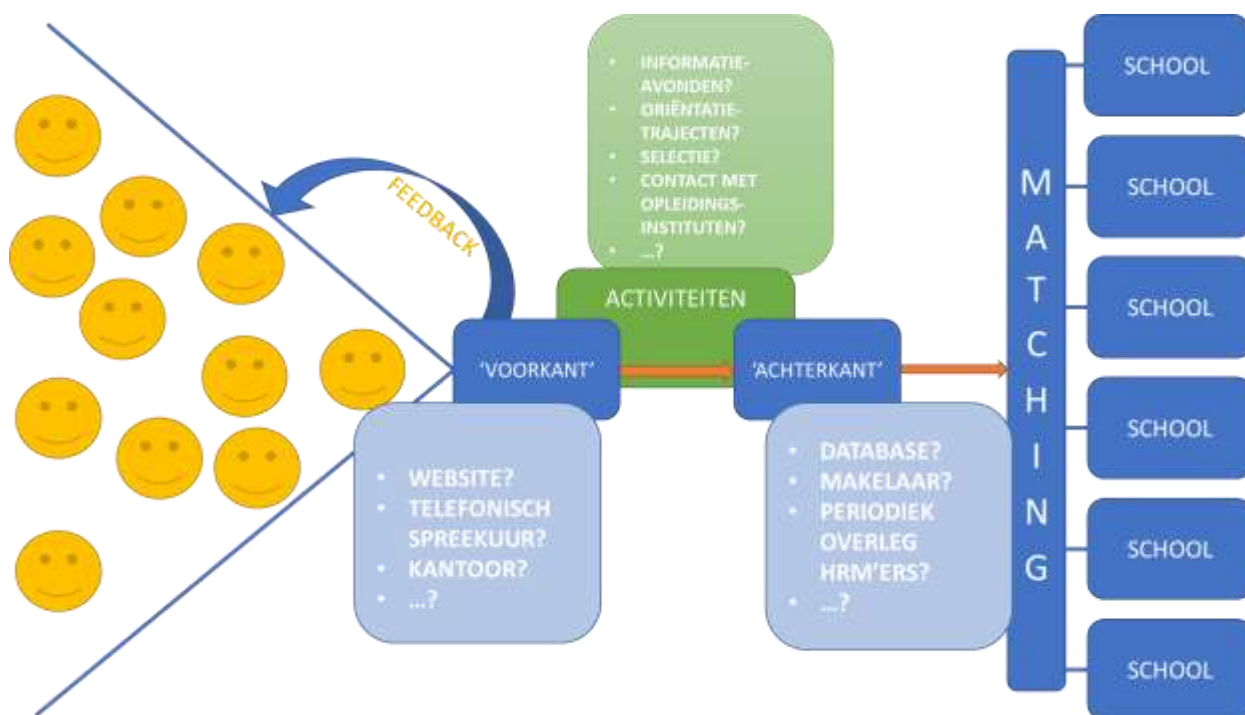 • INFORMATIE-
AVONDEN?
• ORIËNTATIE-
TRAJECTEN?
• SELECTIE?
• CONTACT MET
OPLEIDINGS-
INSTITUTEN?
• ...?
ACTIVITEITEN
FEEDBACK
'VOORKANT'
• WEBSITE?
• TELEFONISCH
SPREEKUUR?
• KANTOOR?
• ...?
'ACHTERKANT'
• DATABASE?
• MAKELAAR?
• PERIODIEK
OVERLEG
HRM'ERS?
• ...?
MATCHING
SCHOOL
SCHOOL
SCHOOL
SCHOOL
SCHOOL
SCHOOL